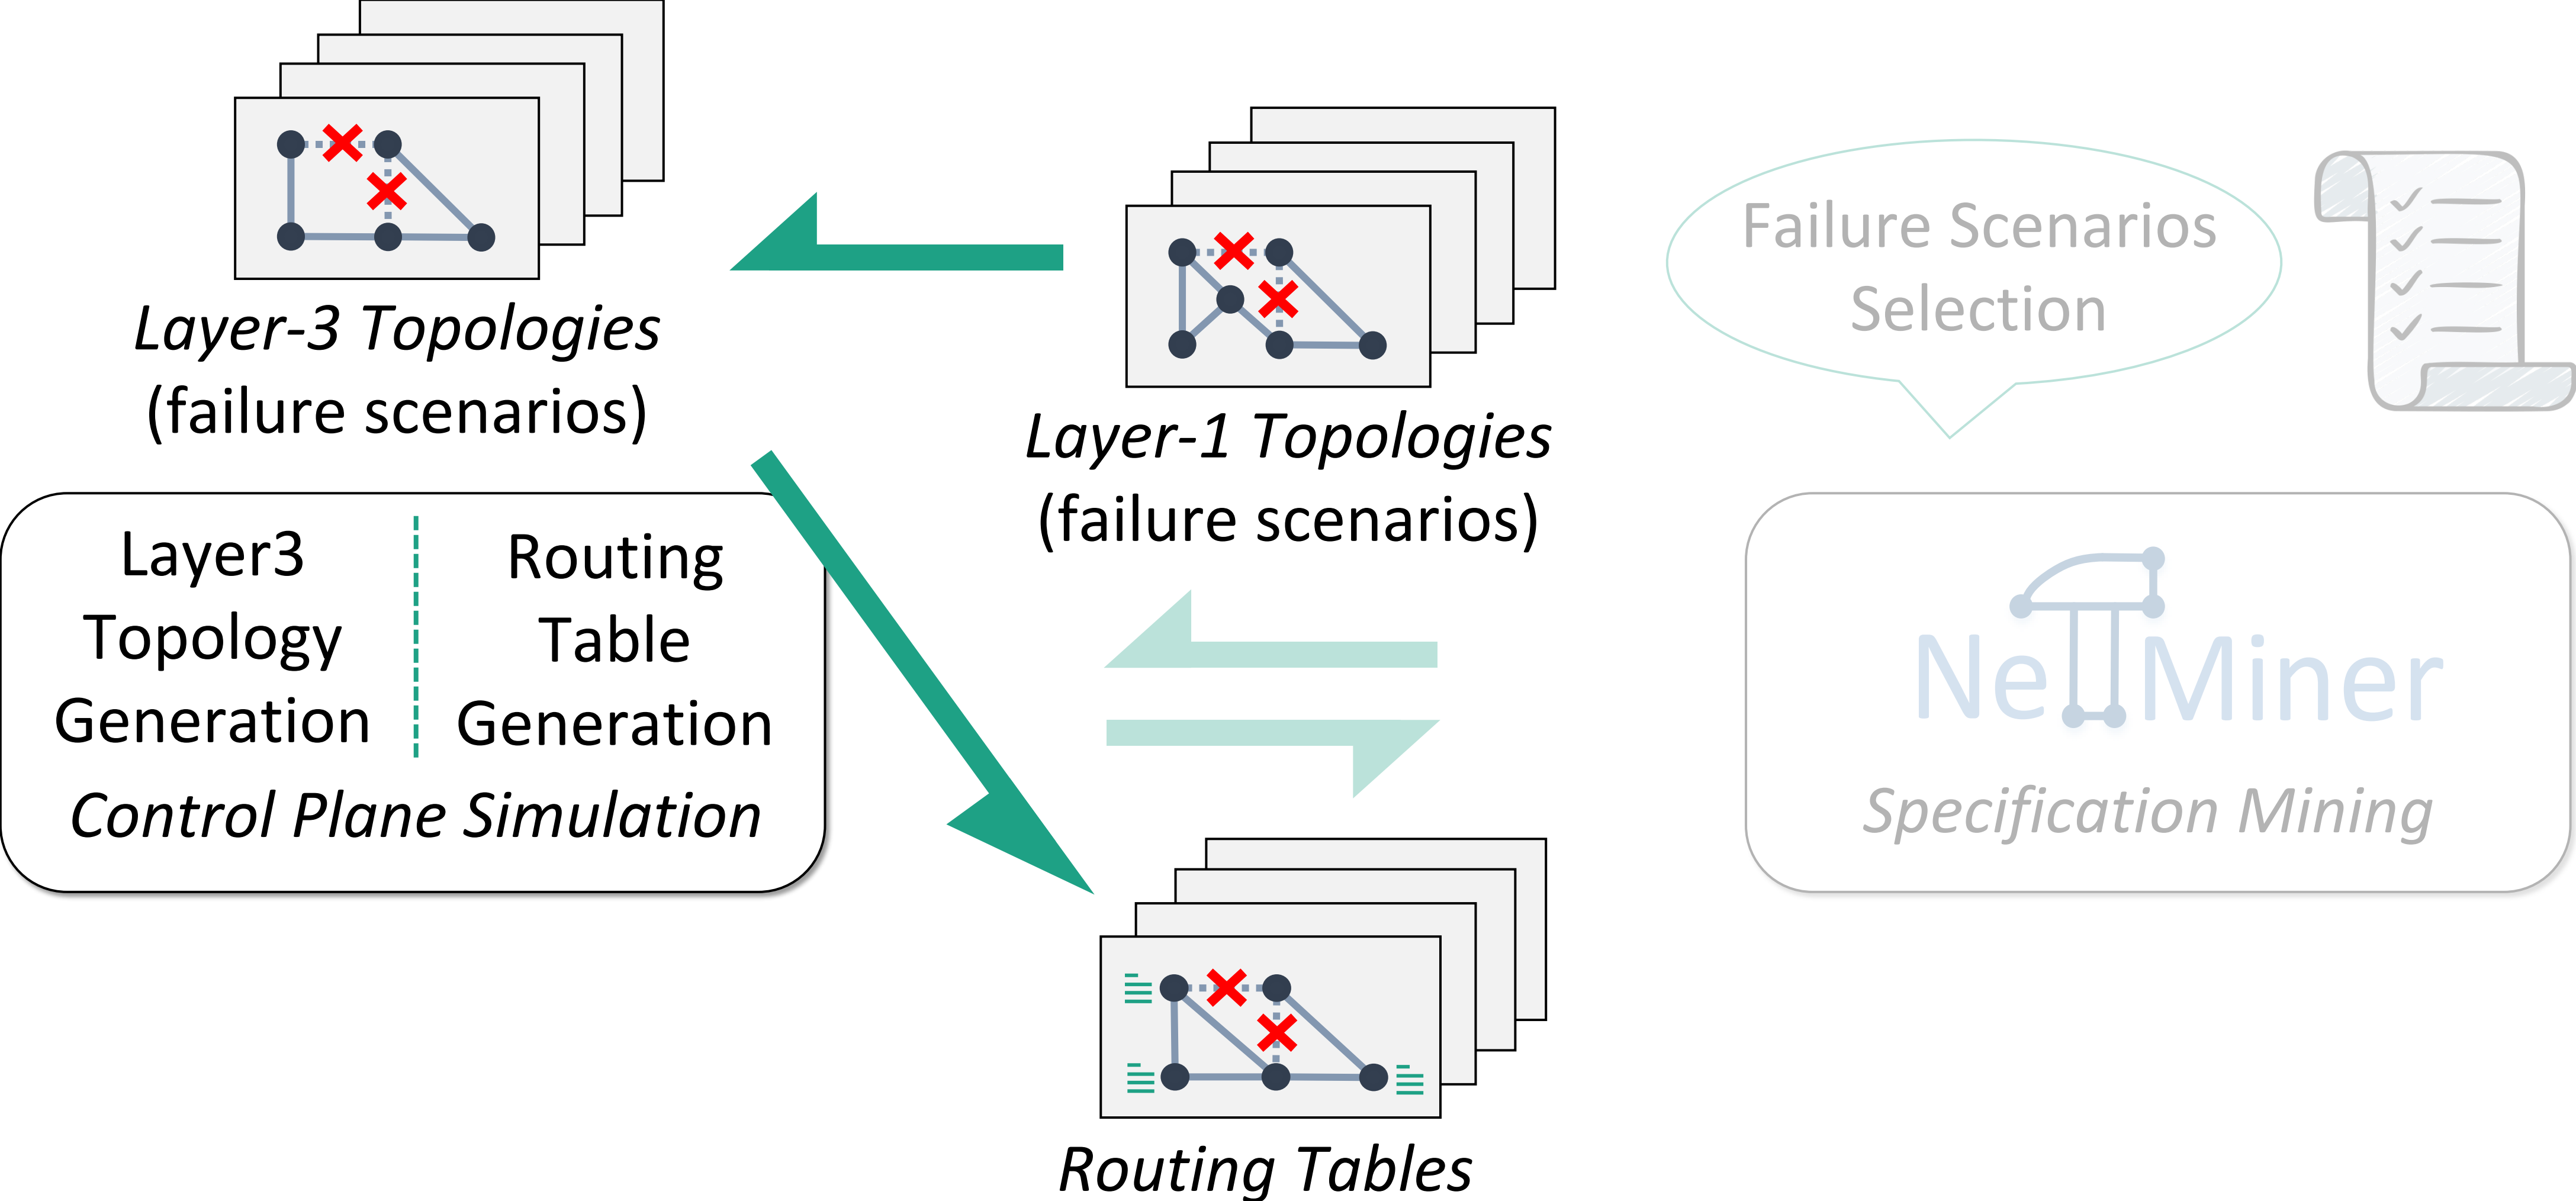 Layer-3 Topologies
(failure scenarios)
Layer3
Topology
Generation
Routing
Table
Generation
Control Plane Simulation
Layer-1 Topologies
(failure scenarios)
Routing Tables
Failure Scenarios
Selection
NeTMiner
Specification Mining